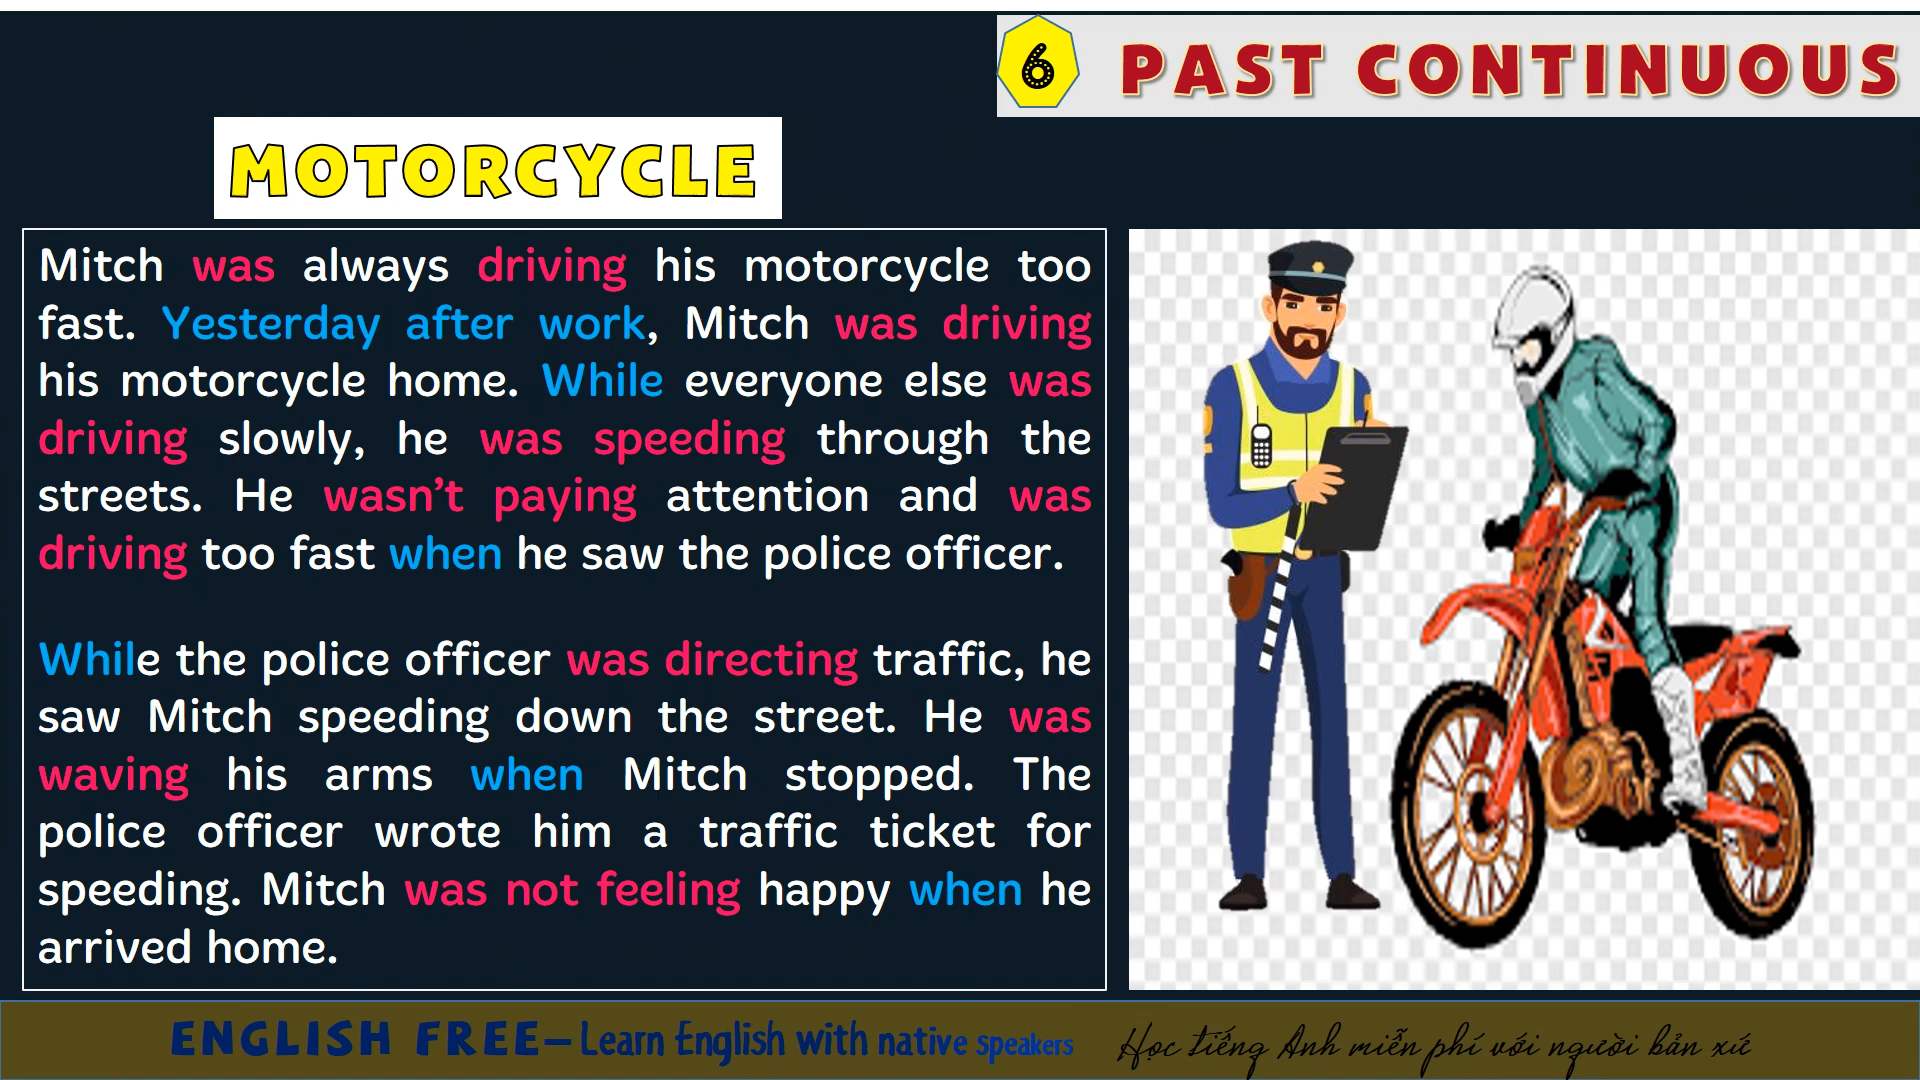 6
PAST CONTINUOUS
MOTORCYCLE
Mitch was always driving his motorcycle too
fast. Yesterday after work, Mitch was driving
his motorcycle home. While everyone else was
driving slowly, he was speeding through the
streets. He wasn’t paying attention and was
driving too fast when he saw the police officer.
While the police officer was directing traffic, he
saw Mitch speeding down the street. He was
waving his arms when Mitch stopped. The
police officer wrote him a traffic ticket for
speeding. Mitch was not feeling happy when he
arrived home.
ENGLISH FREE– Learn English with native speakers Học tiếng Anh miễn phí với người bản xứ